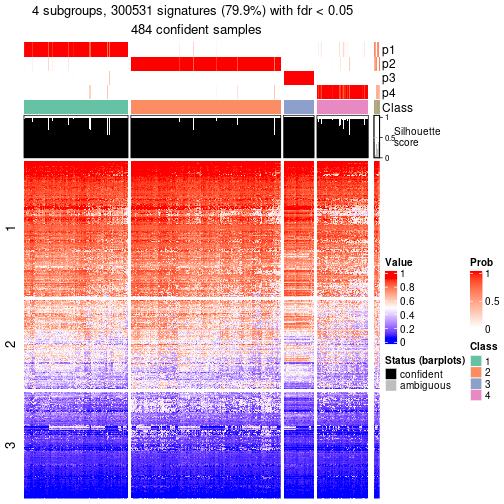 4 subgroups, 300531 signatures (79.9%) with fdr < 0.05
484 confident samples
p1
p2
p3
p4
Class
1
0.5
0
Silhouette
score
1
2
3
Value
1
0.8
0.6
0.4
0.2
0
Status (barplots)
confident
ambiguous
Prob
1
0.5
0
Class
1
2
3
4